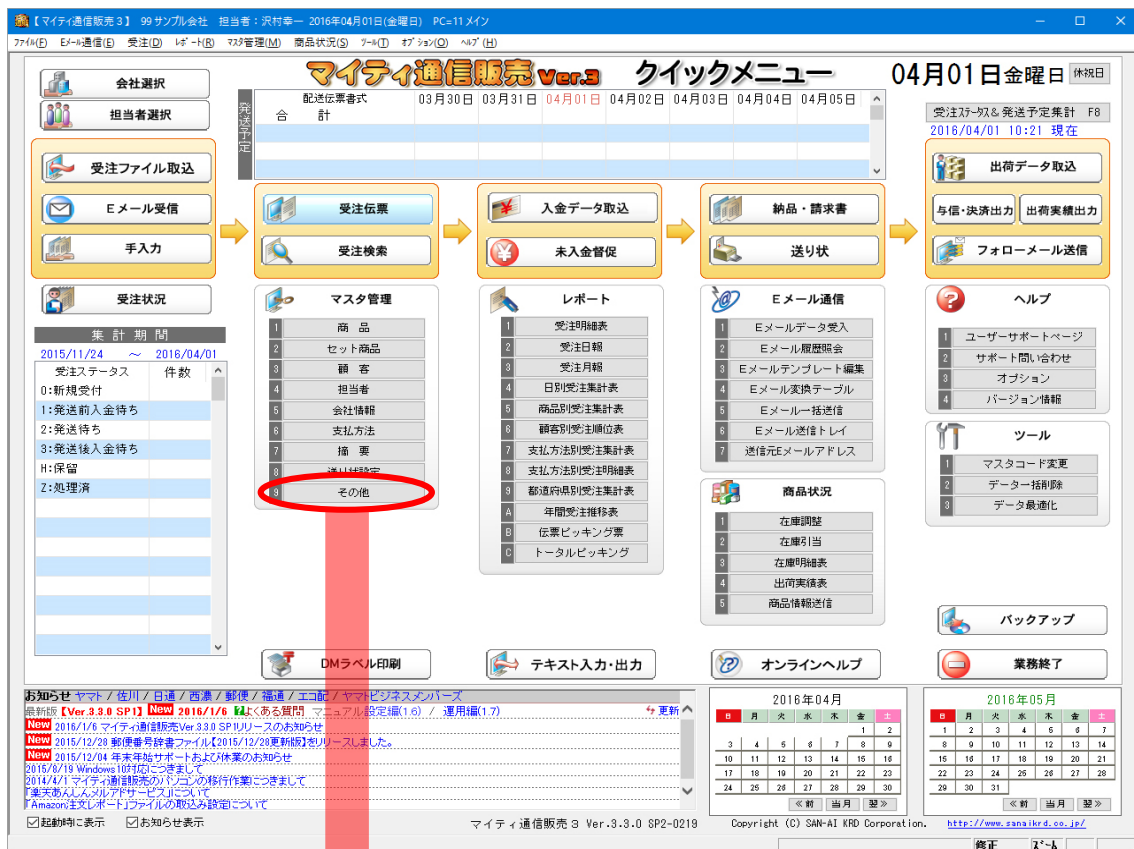 【マイティ通信販売３】 99 サンプル会社 担当者：沢村幸一 2016年04月01日(金曜日) PC=11 メイン
ファイル(F) Eメール通信(E) 受注(D) レポート(R) マスタ管理(M) 商品状況(S) ツール(T) オプション(O) ヘルプ(H)
会社選択
担当者選択
マイティ通信販売 Ver.3 クイックメニュー
04月01日金曜日 休祝日
発送予定
配送伝票書式 03月30日 03月31日 04月01日 04月02日 04月03日 04月04日 04月05日
合 計
受注ステータス& 発送予定集計 F8
2016/04/01 10:21 現在
受注ファイル取込
Ｅメール受信
手入力
受注伝票
受注検索
入金データ取込
未入金督促
納品・請求書
送り状
出荷データ取込
与信・決済出力 出荷実績出力
フォローメール送信
受注状況
集 計 期 間
2015/11/24 ～ 2016/04/01
受注ステータス 件数
0:新規受付
1:発送前入金待ち
2:発送待ち
3:発送後入金待ち
H:保留
Z:処理済
マスタ管理
1 商 品
2 セット商品
3 顧 客
4 担当者
5 会社情報
6 支払方法
7 摘 要
8 送り状設定
9 その他
レポート
1 受注明細表
2 受注日報
3 受注月報
4 日別受注集計表
5 商品別受注集計表
6 顧客別受注順位表
7 支払方法別受注集計表
8 支払方法別受注明細表
9 都道府県別受注集計表
A 年間受注推移表
B 伝票ピッキング票
C トータルピッキング
Ｅメール通信
1 Ｅメールデータ受入
2 Ｅメール履歴照会
3 Ｅメールテンプレート編集
4 Ｅメール変換テーブル
5 Ｅメール一括送信
6 Ｅメール送信トレイ
7 送信元Eメールアドレス
商品状況
1 在庫調整
2 在庫引当
3 在庫明細表
4 出荷実績表
5 商品情報送信
ヘルプ
1 ユーザーサポートページ
2 サポート問い合わせ
3 オプション
4 バージョン情報
ツール
1 マスタコード変更
2 データ一括削除
3 データ最適化
バックアップ
DMラベル印刷
テキスト入力・出力
オンラインヘルプ
業務終了
お知らせ ヤマト / 佐川 / 日通 / 西濃 / 郵便 / 福通 / エコ配 / ヤマトビジネスメンバーズ
最新版【Ver.3.3.0 SP1】 New 2016/1/6 よくある質問 マニュアル設定編(1.6) / 運用編(1.7) 更新
New 2016/1/6 マイティ通信販売Ver.3.3.0 SP1リリースのお知らせ
New 2015/12/28 郵便番号辞書ファイル【2015/12/28更新版】をリリースしました。
New 2015/12/04 年末年始サポートおよび休業のお知らせ
2015/8/19 Windows10対応につきまして
2014/4/1 マイティ通信販売のパソコンの移行作業につきまして
「楽天あんしんメルアドサービス」について
「Amazon注文レポート」ファイルの取込み設定について
2016年04月
日 月 火 水 木 金 土
1 2
3 4 5 6 7 8 9
10 11 12 13 14 15 16
17 18 19 20 21 22 23
24 25 26 27 28 29 30
≪前 当月 翌≫
2016年05月
日 月 火 水 木 金 土
1 2 3 4 5 6 7
8 9 10 11 12 13 14
15 16 17 18 19 20 21
22 23 24 25 26 27 28
29 30 31
≪前 当月 翌≫
起動時に表示 お知らせ表示
マイティ通信販売３ Ver.3.3.0 SP2-0219
Copyright (C) SAN-AI KRD Corporation. http://www.sanaikrd.co.jp/
修正 ズーム